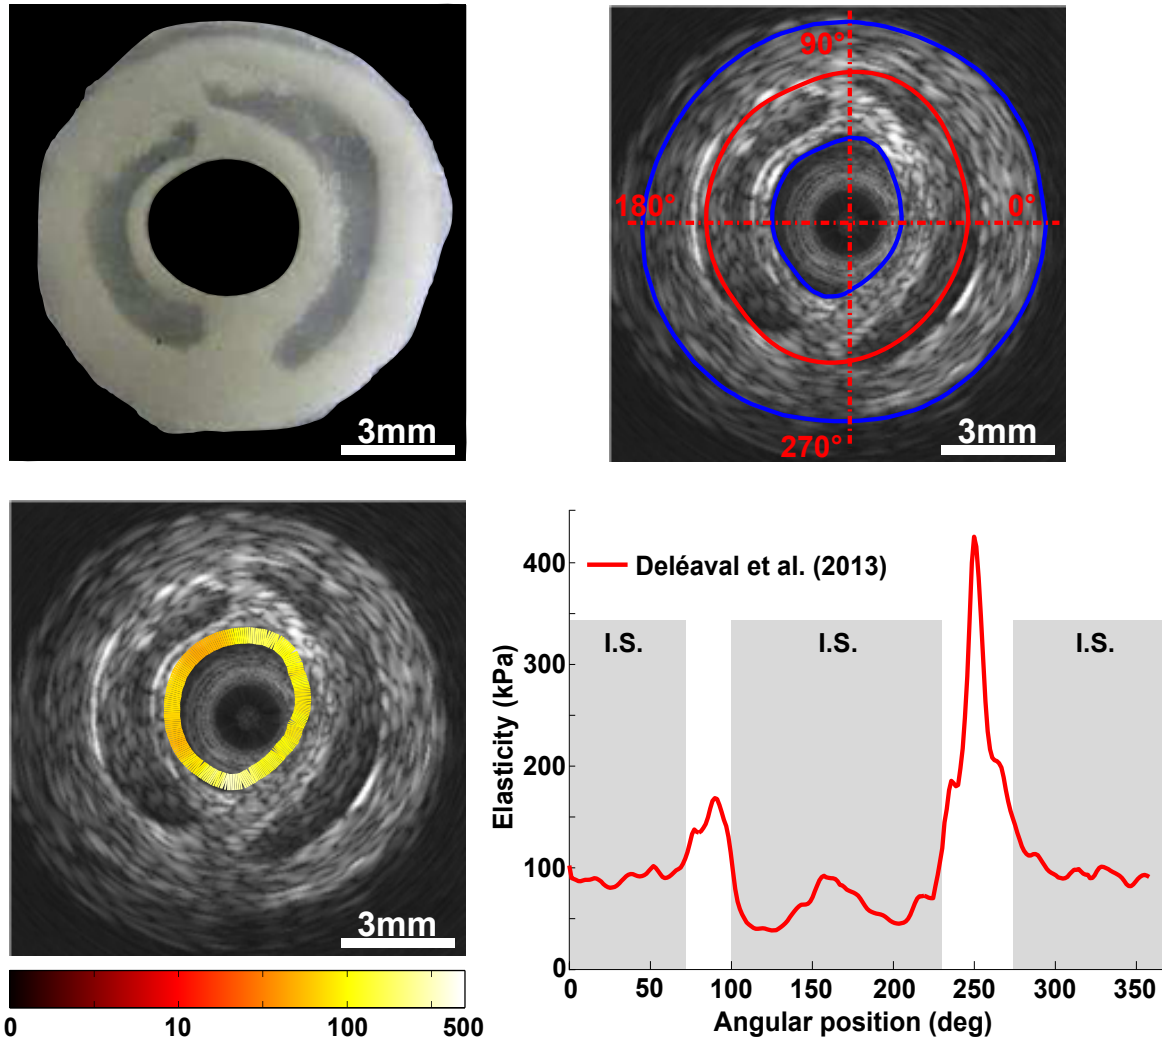 3mm
90°
180°
0°
270°
3mm
3mm
0
10
100
500
Deléaval et al. (2013)
I.S.
I.S.
I.S.
400
300
200
100
0
Elasticity (kPa)
0
50
100
150
200
250
300
350
Angular position (deg)